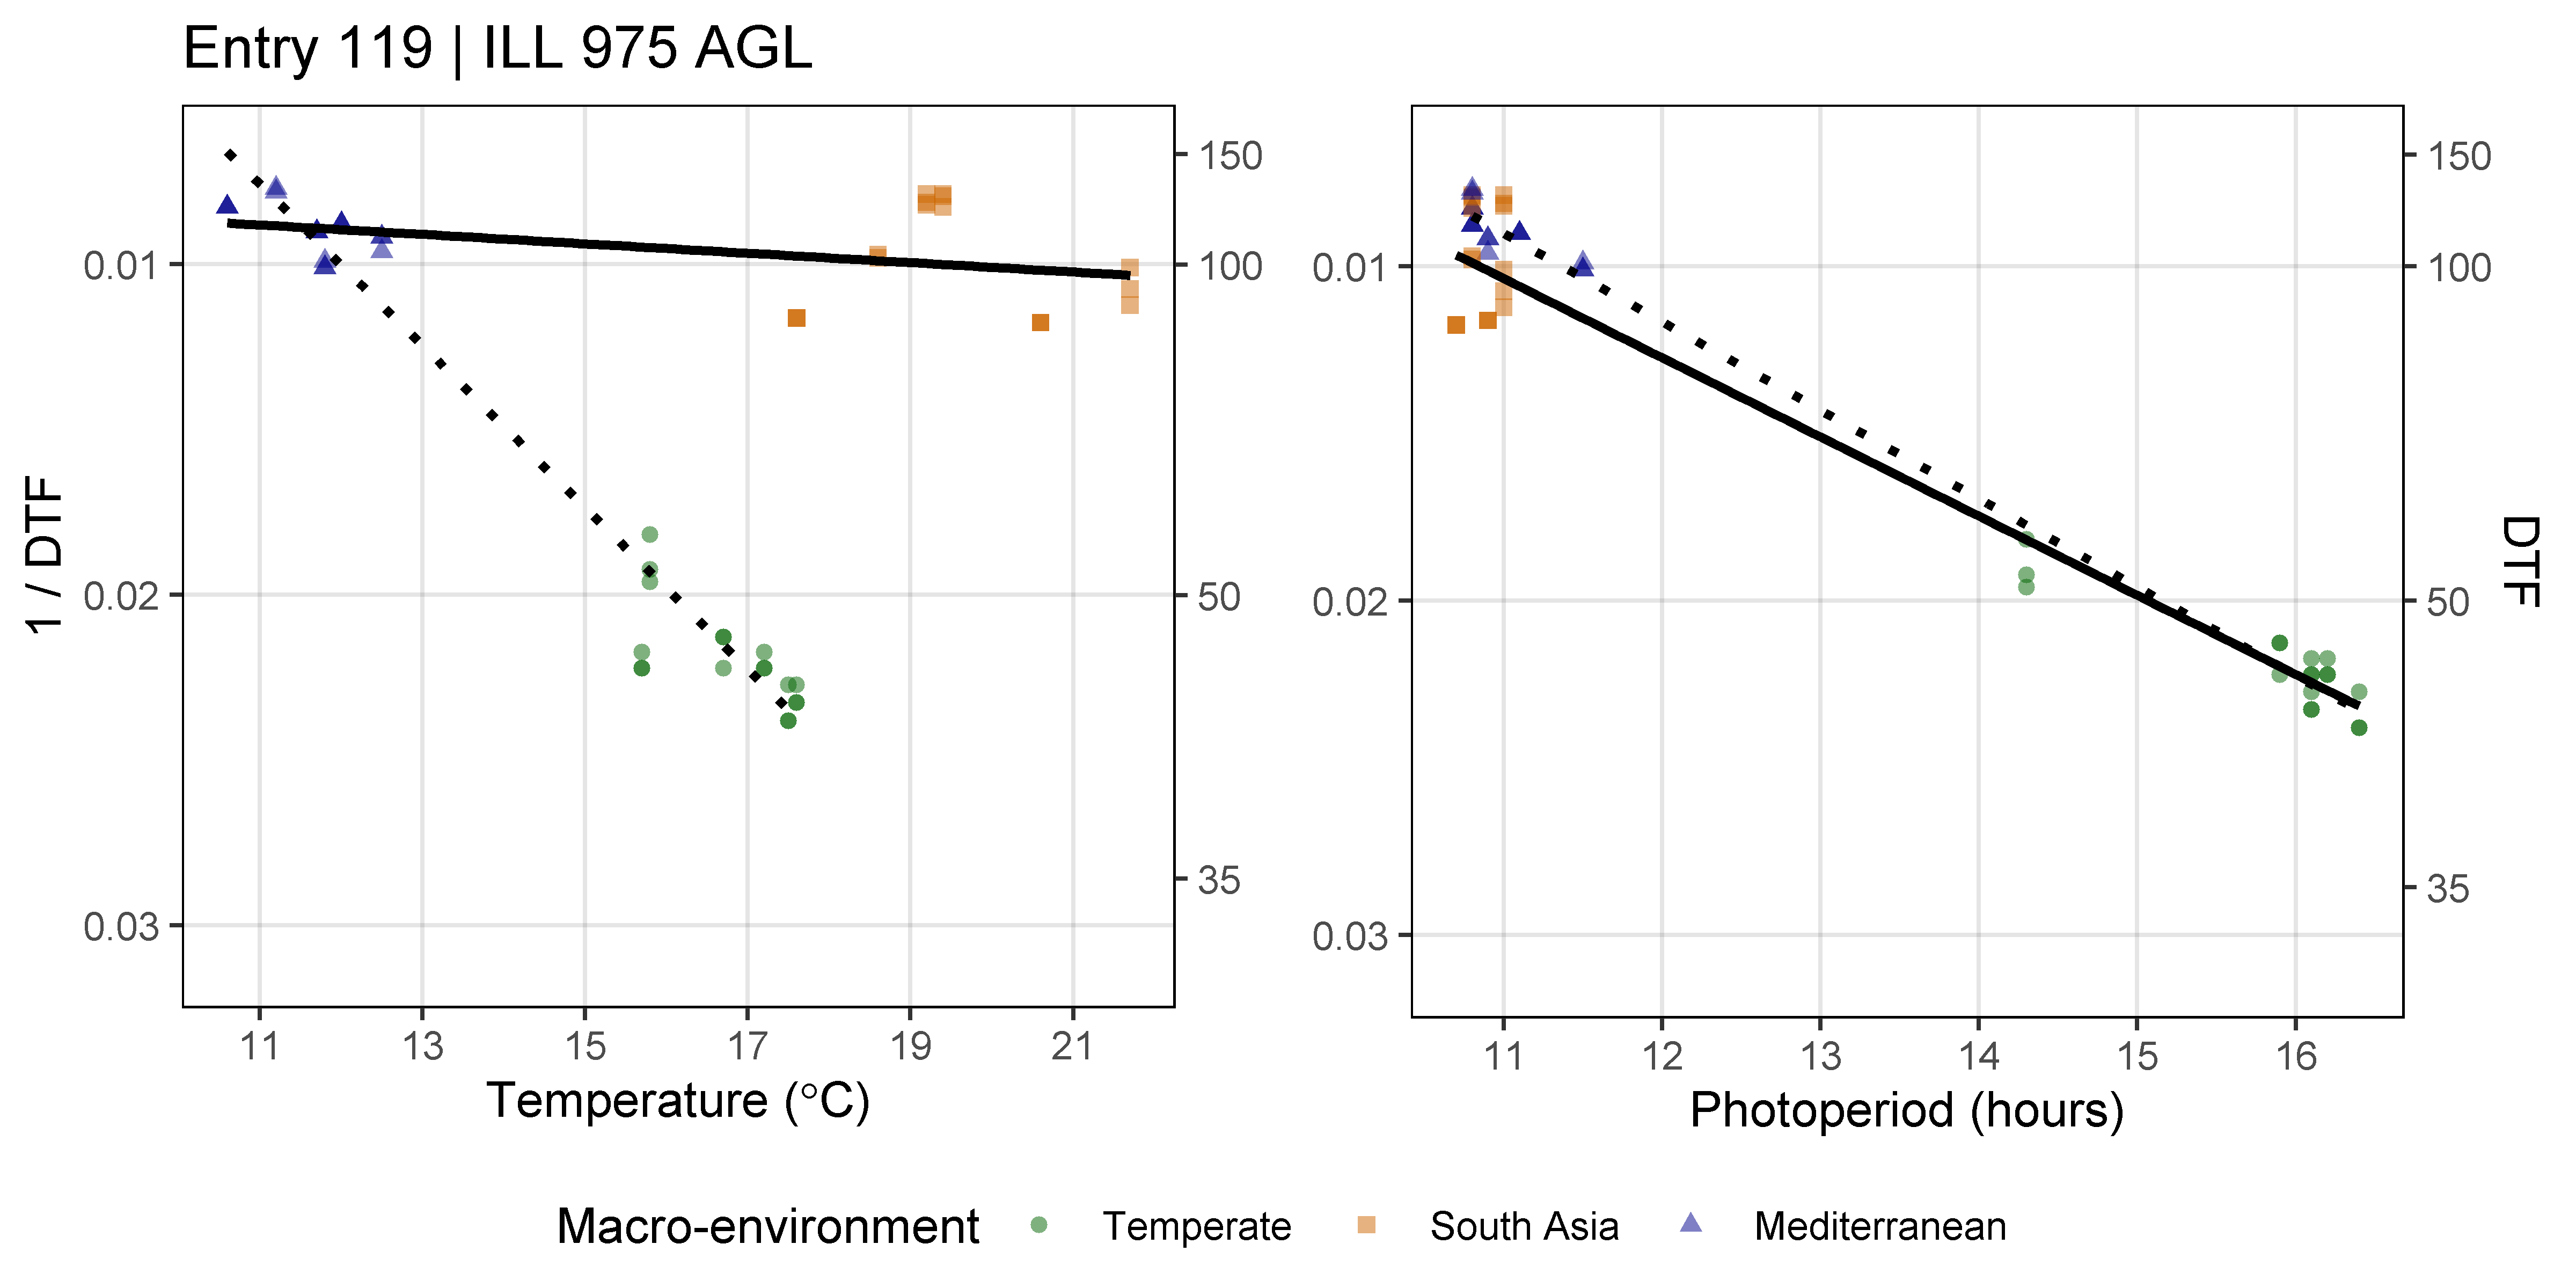 Entry 119 | ILL 975 AGL
1 / DTF
0.01
0.02
0.03
150
100
50
35
11 13 15 17 19 21
Temperature (°C)
0.01
0.02
0.03
150
100
50
35
DTF
11 12 13 14 15 16
Photoperiod (hours)
Macro-environment Temperate South Asia Mediterranean